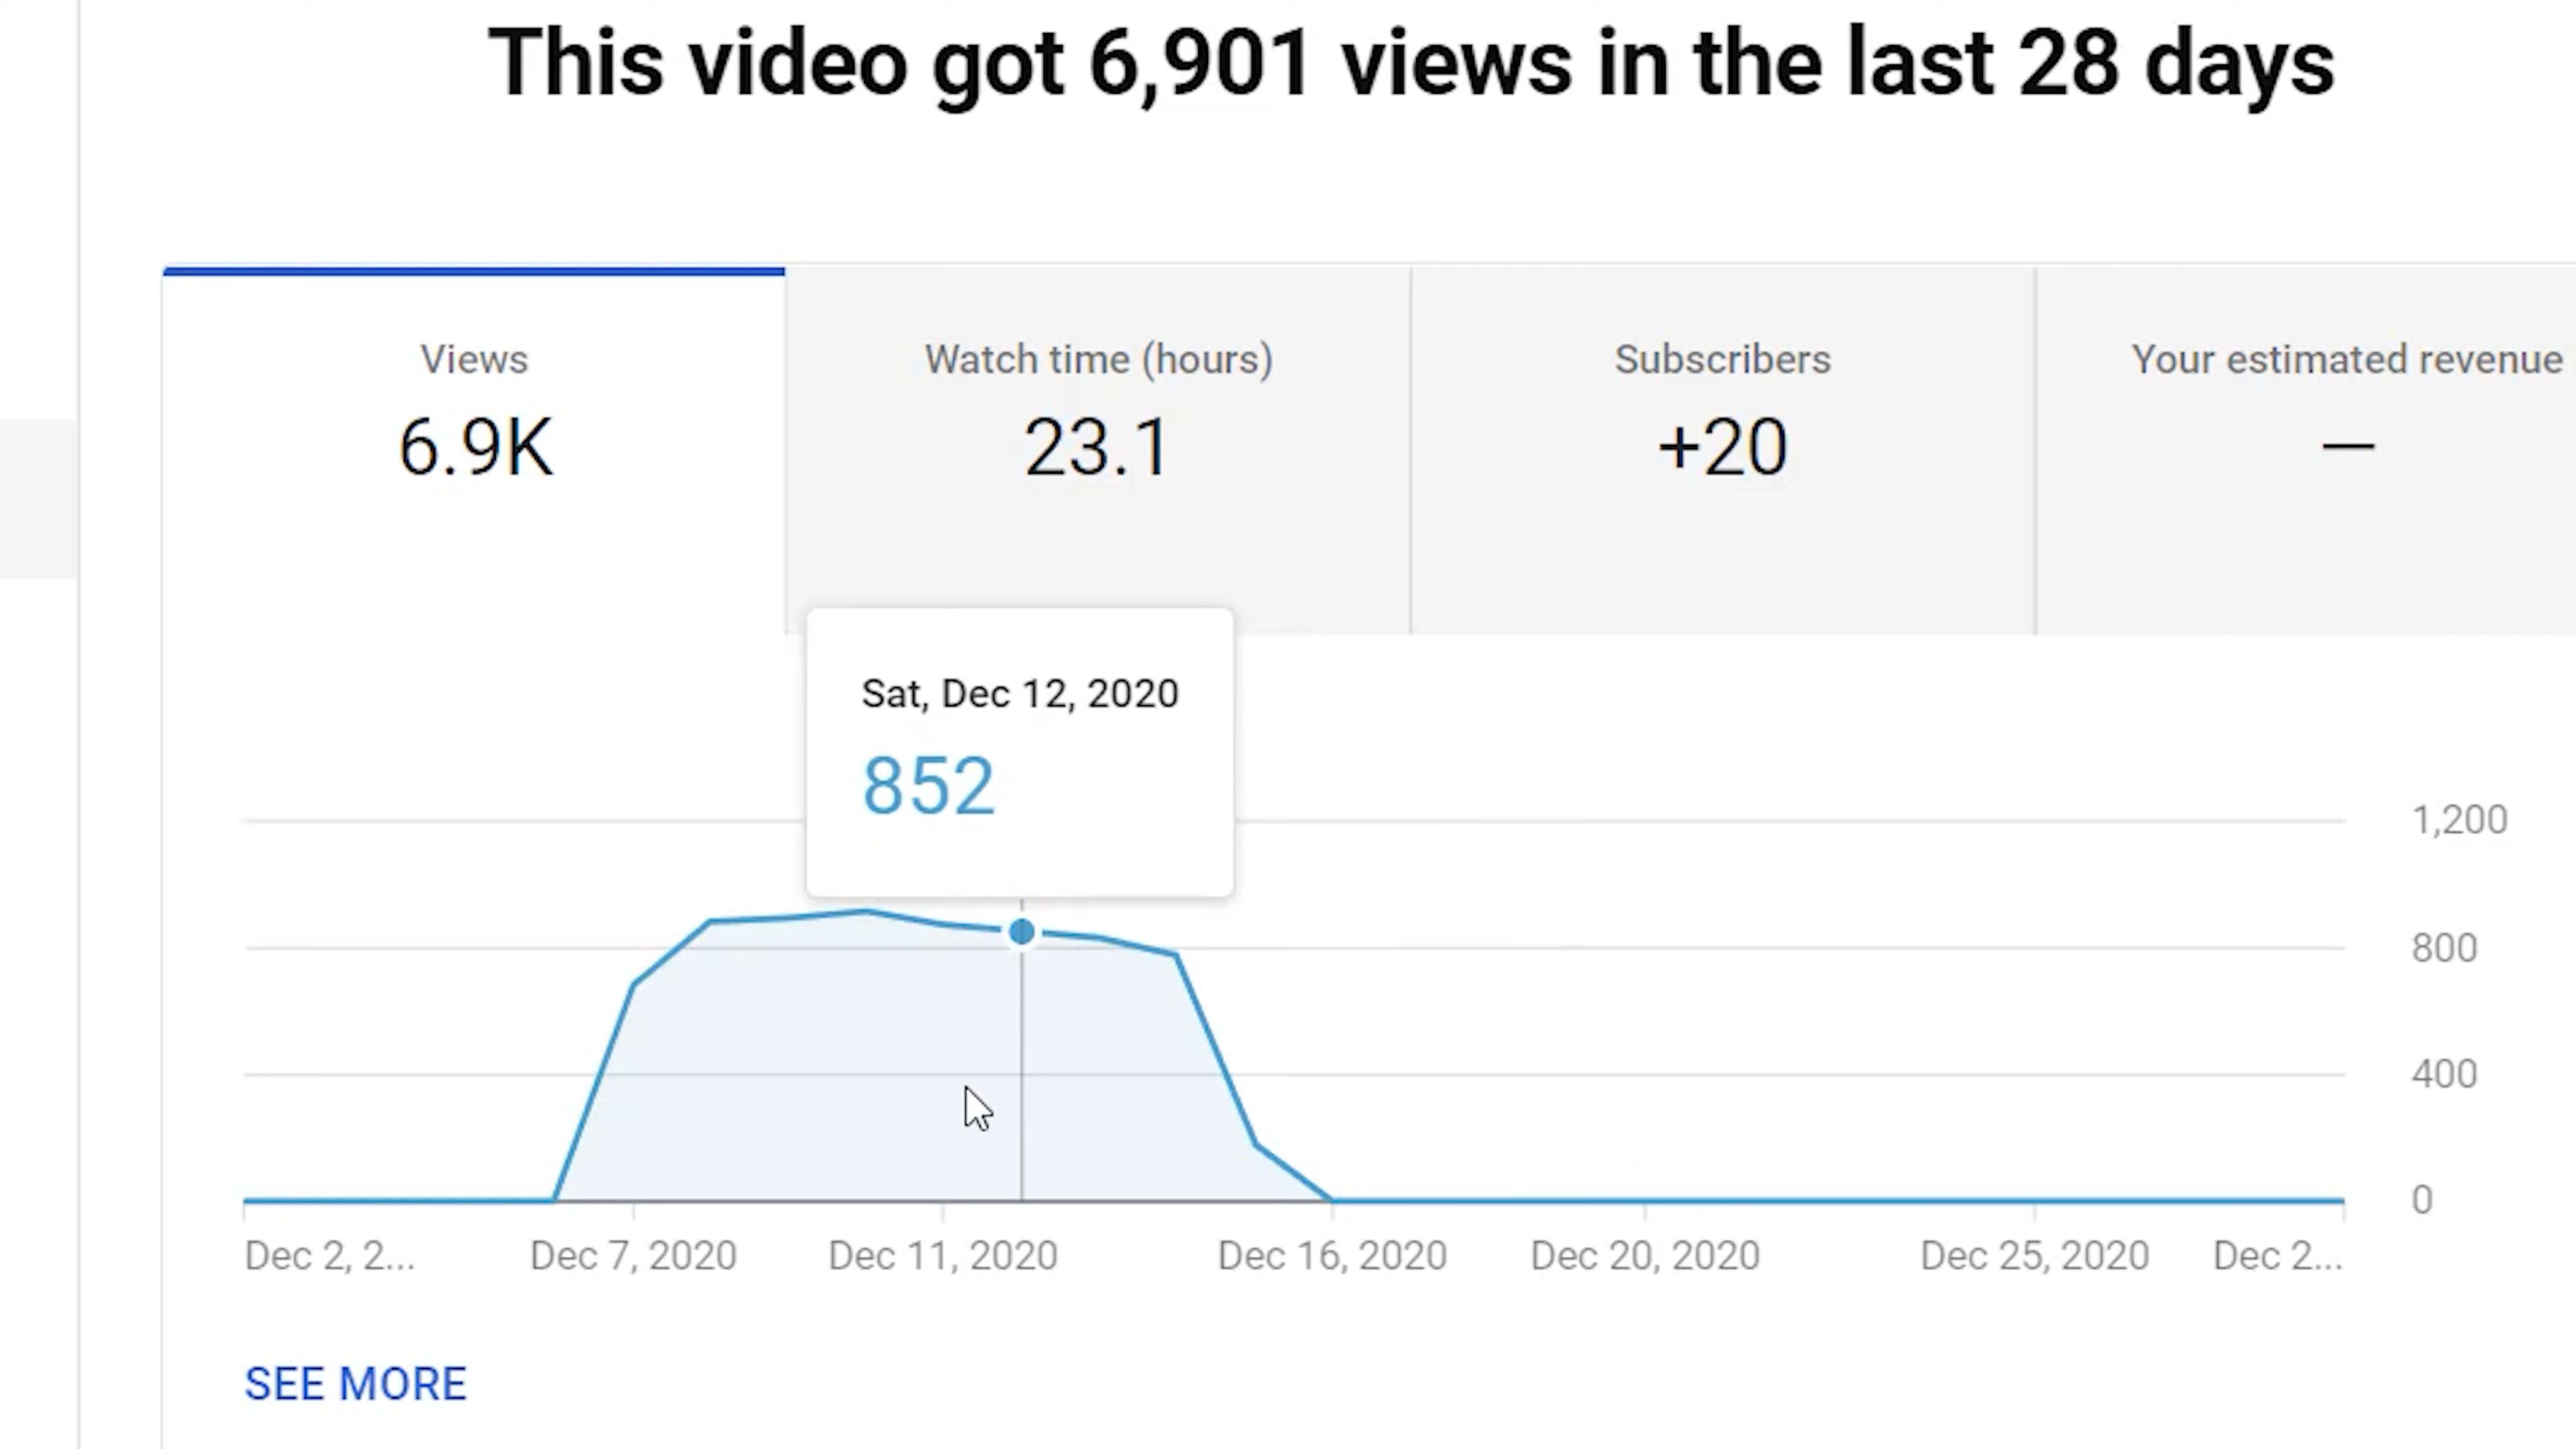 This video got 6,901 views in the last 28 days
Views
6.9K
Watch time (hours)
23.1
Subscribers
+20
Your estimated revenue
—
Sat, Dec 12, 2020
852
1,200
800
400
0
Dec 2, 2... Dec 7, 2020 Dec 11, 2020 Dec 16, 2020 Dec 20, 2020 Dec 25, 2020 Dec 2...
SEE MORE